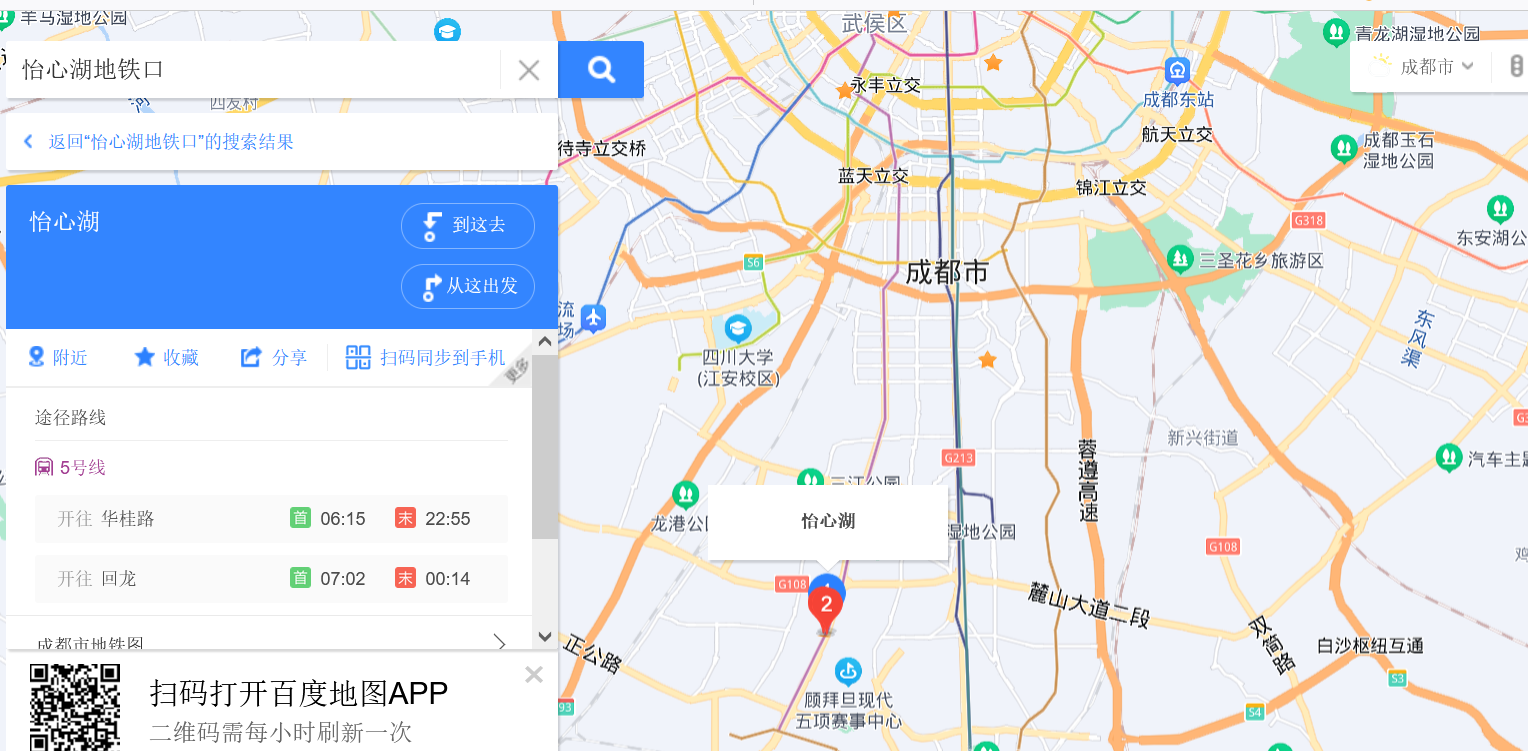 羊马湿地公园
武侯区
青龙湖湿地公园
怡心湖地铁口
成都市
永丰立交
成都东站
四友村
航天立交
返回“怡心湖地铁口”的搜索结果
待寺立交桥
成都玉石
湿地公园
蓝天立交
锦江立交
怡心湖
到这去
G318
东安湖公
S6
成都市
三圣花乡旅游区
从这出发
流
场
东风渠
附近
收藏
分享
扫码同步到手机
更多
四川大学
(江安校区)
途径路线
新兴街道
G213
蓉遵高速
汽车主题
5号线
三江公园
开往 华桂路
首 06:15
末 22:55
龙港公
怡心湖
湿地公园
G108
开往 回龙
首 07:02
末 00:14
G108
2
麓山大道二段
双简路
成都市地铁图
正公路
白沙枢纽互通
S3
扫码打开百度地图APP
二维码需每小时刷新一次
顾拜旦现代
五项赛事中心
93
S4